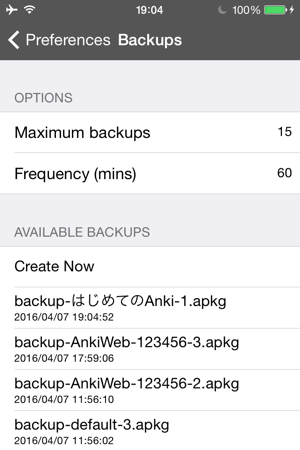 19:04 100%
Preferences Backups
OPTIONS
Maximum backups 15
Frequency (mins) 60
AVAILABLE BACKUPS
Create Now
backup-はじめてのAnki-1.apkg
2016/04/07 19:04:52
backup-AnkiWeb-123456-3.apkg
2016/04/07 17:59:06
backup-AnkiWeb-123456-2.apkg
2016/04/07 11:56:10
backup-default-3.apkg
2016/04/07 11:56:02